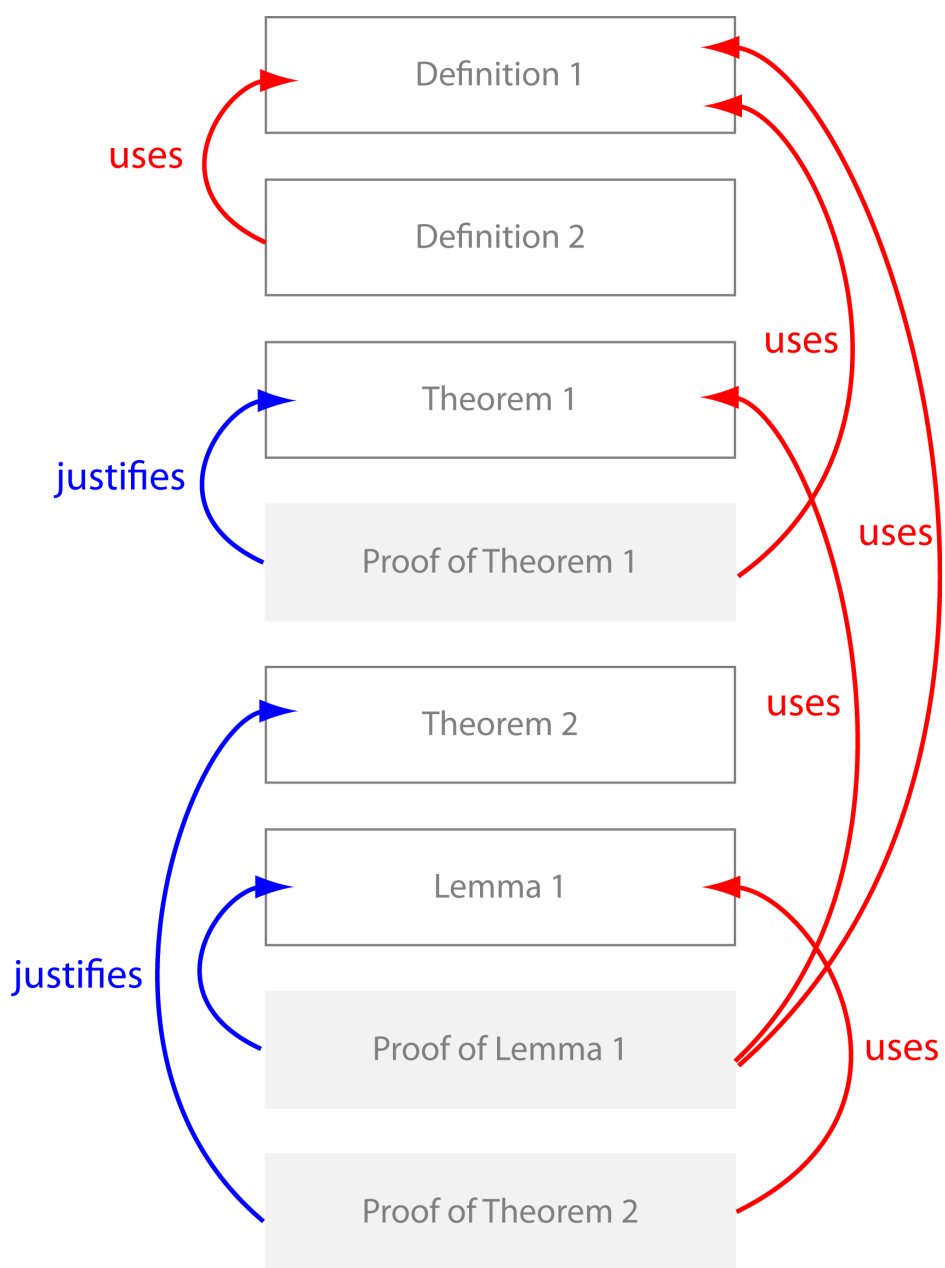 Definition 1
uses
Definition 2
uses
Theorem 1
justifies
Proof of Theorem 1
uses
uses
Theorem 2
Lemma 1
justifies
Proof of Lemma 1
uses
Proof of Theorem 2